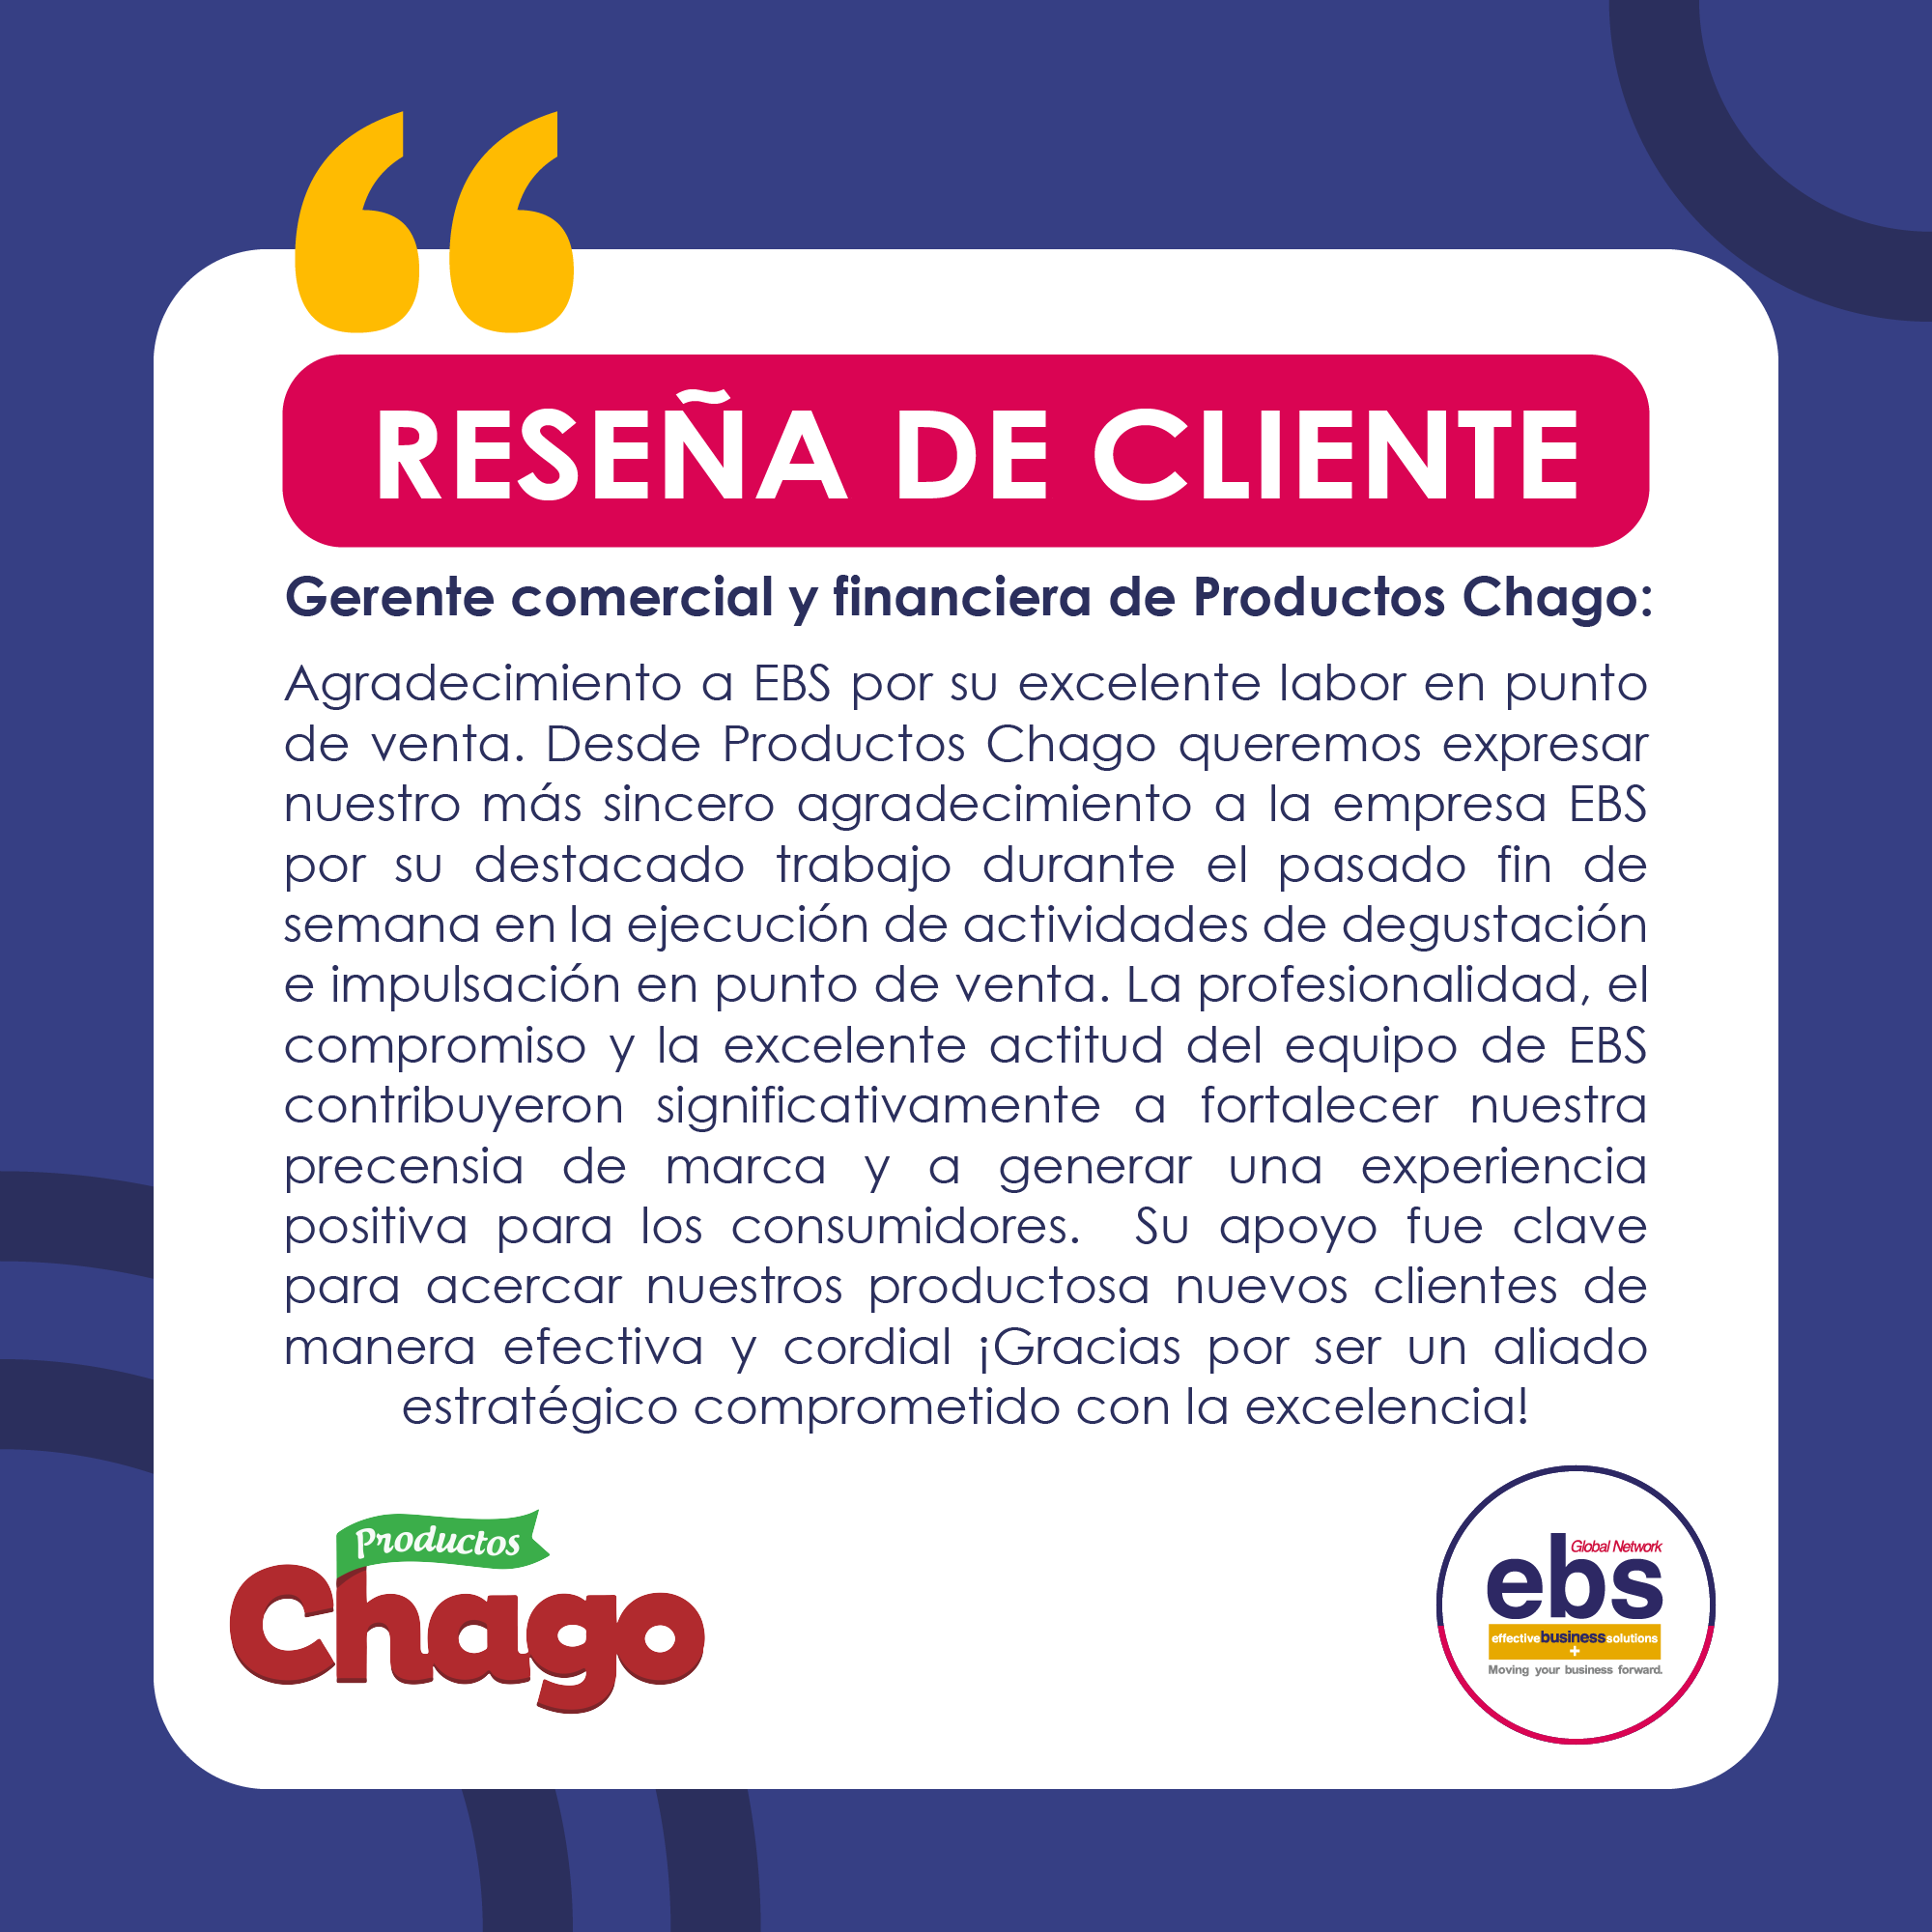 RESEÑA DE CLIENTE
Gerente comercial y financiera de Productos Chago:
Agradecimiento a EBS por su excelente labor en punto
de venta. Desde Productos Chago queremos expresar
nuestro más sincero agradecimiento a la empresa EBS
por su destacado trabajo durante el pasado fin de
semana en la ejecución de actividades de degustación
e impulsación en punto de venta. La profesionalidad, el
compromiso y la excelente actitud del equipo de EBS
contribuyeron significativamente a fortalecer nuestra
precensia de marca y a generar una experiencia
positiva para los consumidores. Su apoyo fue clave
para acercar nuestros productosa nuevos clientes de
manera efectiva y cordial ¡Gracias por ser un aliado
estratégico comprometido con la excelencia!
Productos
Chago
Global Network
ebs
effectivebusinesssolutions
+
Moving your business forward.